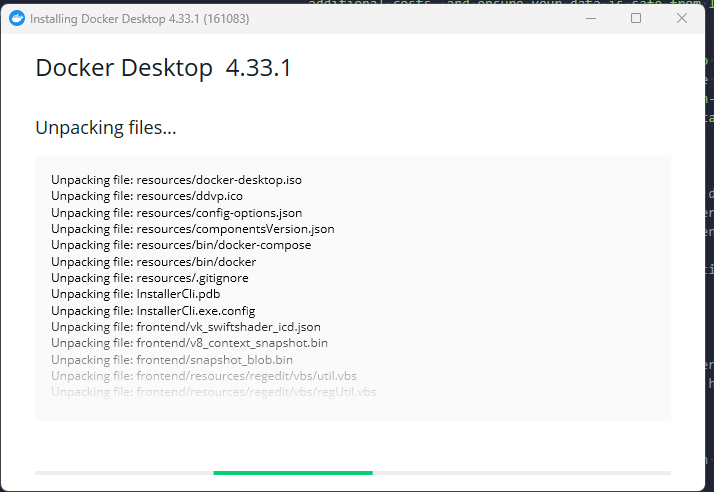 additional costs, and ensure your data is safe from
Installing Docker Desktop 4.33.1 (161083)
Docker Desktop 4.33.1
Unpacking files...
Unpacking file: resources/docker-desktop.iso
Unpacking file: resources/ddvp.ico
Unpacking file: resources/config-options.json
Unpacking file: resources/componentsVersion.json
Unpacking file: resources/bin/docker-compose
Unpacking file: resources/bin/docker
Unpacking file: resources/.gitignore
Unpacking file: InstallerCli.pdb
Unpacking file: InstallerCli.exe.config
Unpacking file: frontend/vk_swiftshader_icd.json
Unpacking file: frontend/v8_context_snapshot.bin
Unpacking file: frontend/snapshot_blob.bin
Unpacking file: frontend/resources/regedit/vbs/util.vbs
Unpacking file: frontend/resources/regedit/vbs/regUtil.vbs